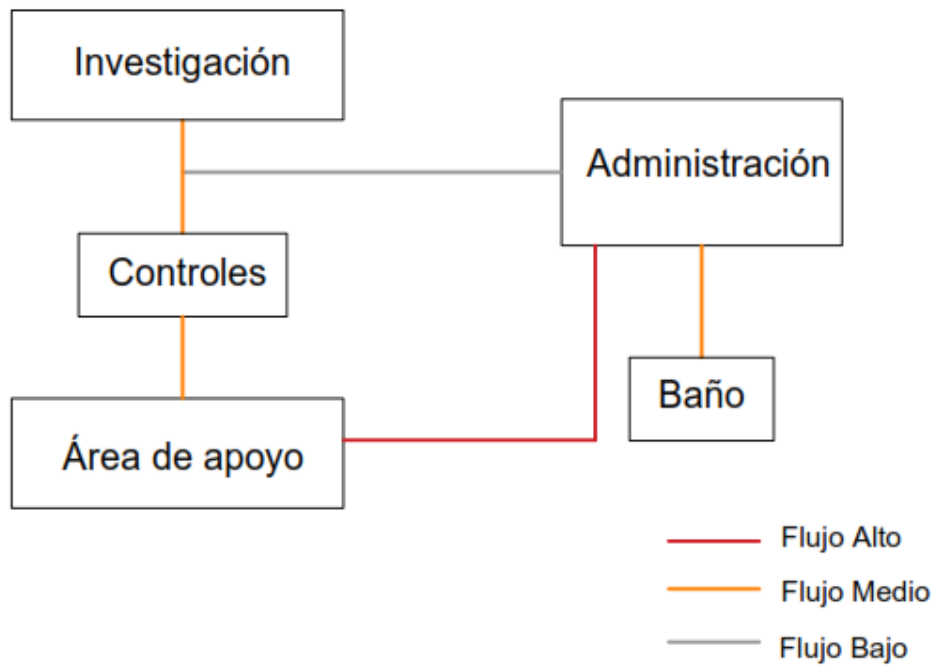 Investigación
Administración
Controles
Baño
Área de apoyo
Flujo Alto
Flujo Medio
Flujo Bajo